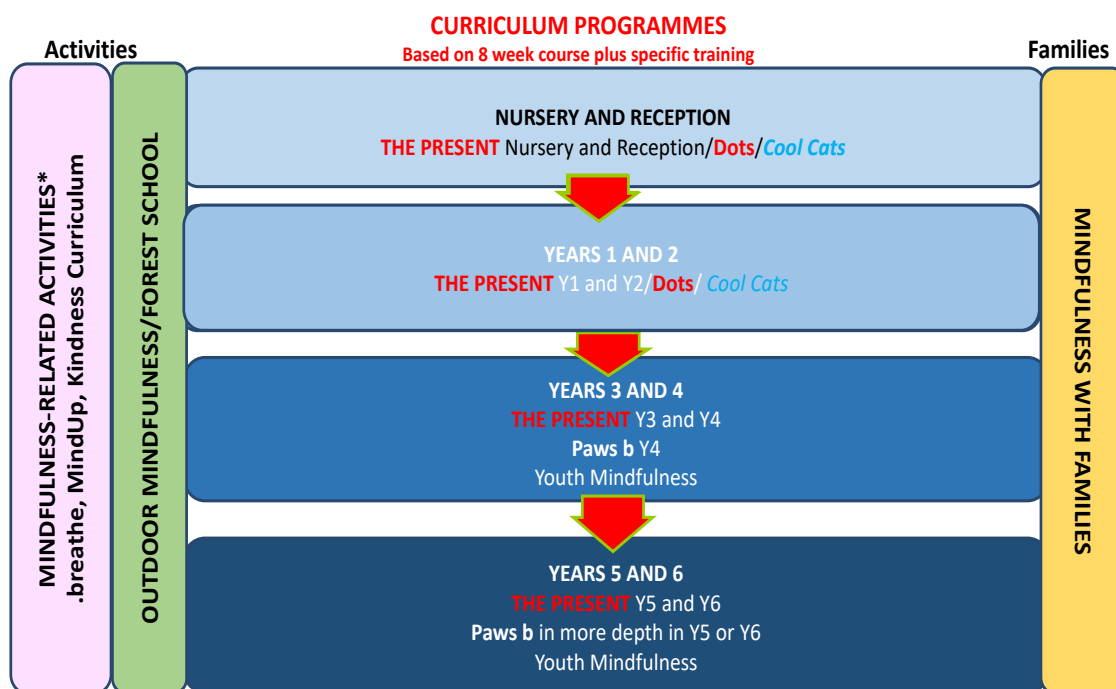 CURRICULUM PROGRAMMES
Based on 8 week course plus specific training
Activities
Families
MINDFULNESS-RELATED ACTIVITIES*
.breathe, MindUp, Kindness Curriculum
OUTDOOR MINDFULNESS/FOREST SCHOOL
NURSERY AND RECEPTION
THE PRESENT Nursery and Reception/Dots/Cool Cats
YEARS 1 AND 2
THE PRESENT Y1 and Y2/Dots/ Cool Cats
YEARS 3 AND 4
THE PRESENT Y3 and Y4
Paws b Y4
Youth Mindfulness
YEARS 5 AND 6
THE PRESENT Y5 and Y6
Paws b in more depth in Y5 or Y6
Youth Mindfulness
MINDFULNESS WITH FAMILIES